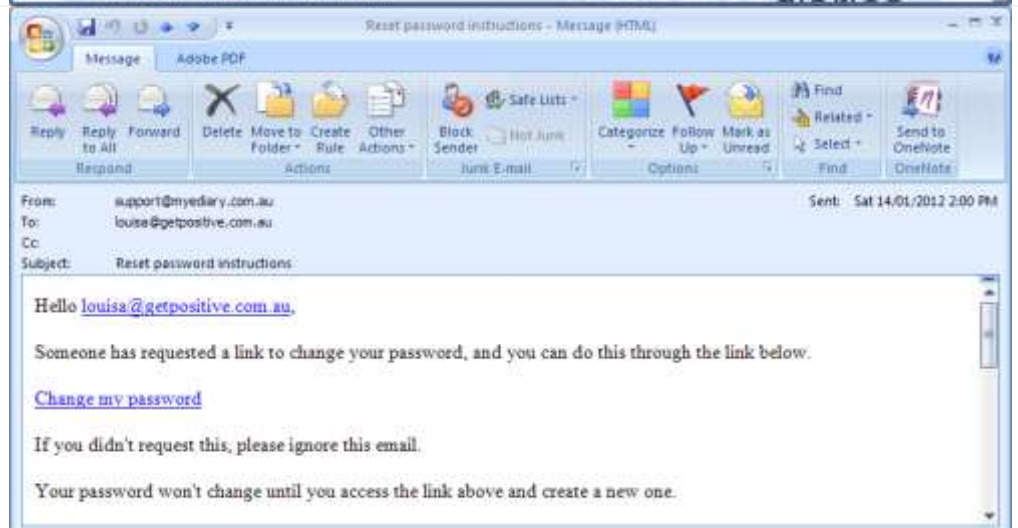 Reset password instructions - Message (HTML)
Message Adobe PDF
Reply
Reply to All
Forward
Respond
Delete
Move to Folder
Create Rule
Other Actions
Actions
Block Sender
Safe Lists
Not Junk
Junk E-mail
Categorize
Follow Up
Mark as Unread
Options
Find
Related
Select
Find
Send to OneNote
OneNote
From: support@myediary.com.au
Sent: Sat 14/01/2012 2:00 PM
To: louisa@getpositive.com.au
Cc:
Subject: Reset password instructions
Hello louisa@getpositive.com.au,
Someone has requested a link to change your password, and you can do this through the link below.
Change my password
If you didn't request this, please ignore this email.
Your password won't change until you access the link above and create a new one.